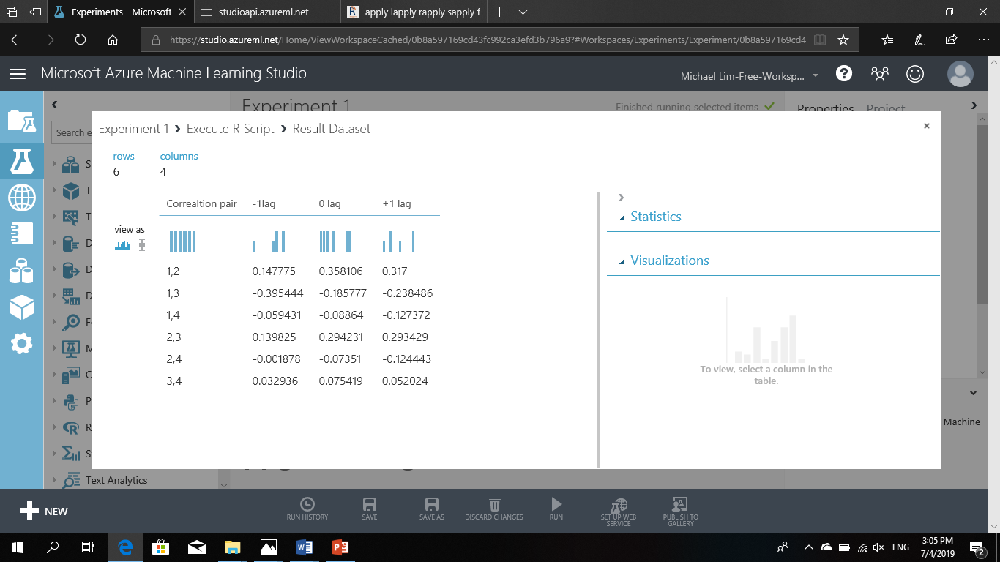 Experiments - Microsoft
studioapi.azureml.net
apply lapply rapply sapply f
https://studio.azureml.net/Home/ViewWorkspaceCached/0b8a597169cd43fc992ca3efd3b796a9?#Workspaces/Experiments/Experiment/0b8a597169cd4
Microsoft Azure Machine Learning Studio
Michael Lim-Free-Worksp...
Experiment 1
Finished running selected items
Properties Project
Search e
Experiment 1 Execute R Script Result Dataset
rows columns
6 4
Correaltion pair -1lag 0 lag +1 lag
view as
1,2 0.147775 0.358106 0.317
1,3 -0.395444 -0.185777 -0.238486
1,4 -0.059431 -0.08864 -0.127372
2,3 0.139825 0.294231 0.293429
2,4 -0.001878 -0.07351 -0.124443
3,4 0.032936 0.075419 0.052024
Statistics
Visualizations
To view, select a column in the
table.
S
T
T
D
D
D
F
M
C
P
R
S
Text Analytics
Machine
NEW
RUN HISTORY
SAVE
SAVE AS
DISCARD CHANGES
RUN
SET UP WEB
SERVICE
PUBLISH TO
GALLERY
ENG
3:05 PM
7/4/2019
2